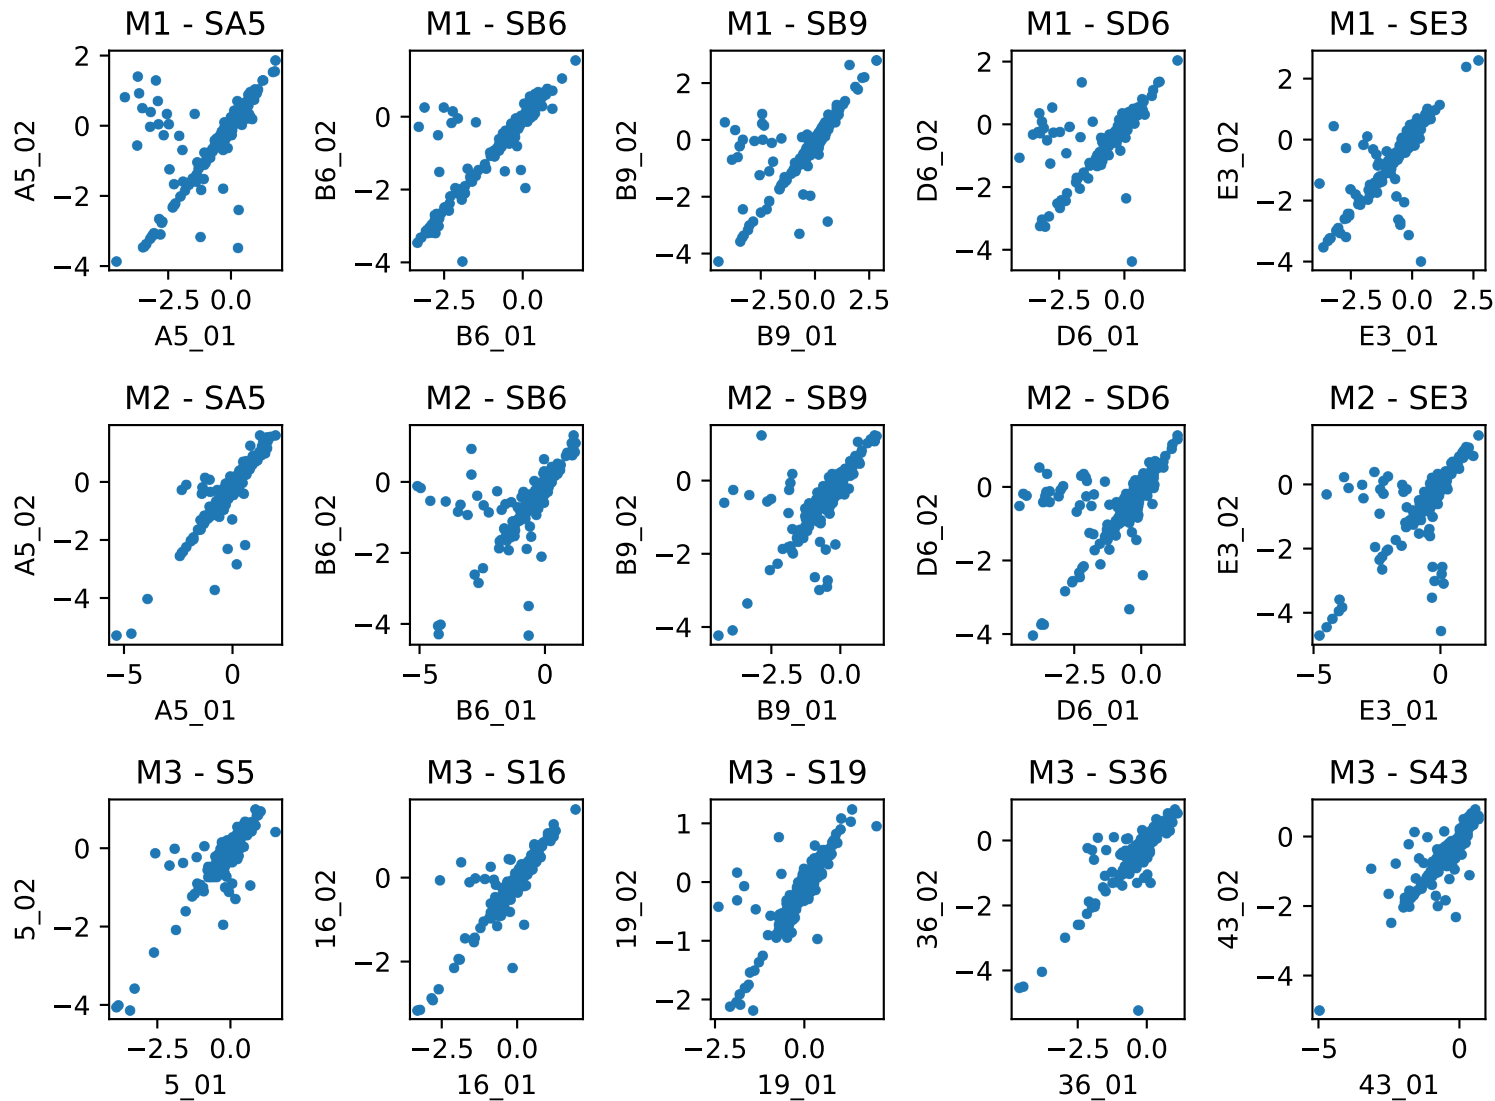 M1 - SA5 M1 - SB6 M1 - SB9 M1 - SD6 M1 - SE3
A5_02
2
0
−2
−4
−2.5 0.0
A5_01
B6_02
0
−2
−4
−2.5 0.0
B6_01
B9_02
2
0
−2
−4
−2.5 0.0 2.5
B9_01
D6_02
2
0
−2
−4
−2.5 0.0
D6_01
E3_02
2
0
−2
−4
−2.5 0.0 2.5
E3_01
M2 - SA5 M2 - SB6 M2 - SB9 M2 - SD6 M2 - SE3
A5_02
0
−2
−4
−5 0
A5_01
B6_02
0
−2
−4
−5 0
B6_01
B9_02
0
−2
−4
−2.5 0.0
B9_01
D6_02
0
−2
−4
−2.5 0.0
D6_01
E3_02
0
−2
−4
−5 0
E3_01
M3 - S5 M3 - S16 M3 - S19 M3 - S36 M3 - S43
5_02
0
−2
−4
−2.5 0.0
5_01
16_02
0
−2
−2.5 0.0
16_01
19_02
1
0
−1
−2
−2.5 0.0
19_01
36_02
0
−2
−4
−2.5 0.0
36_01
43_02
0
−2
−4
−5 0
43_01